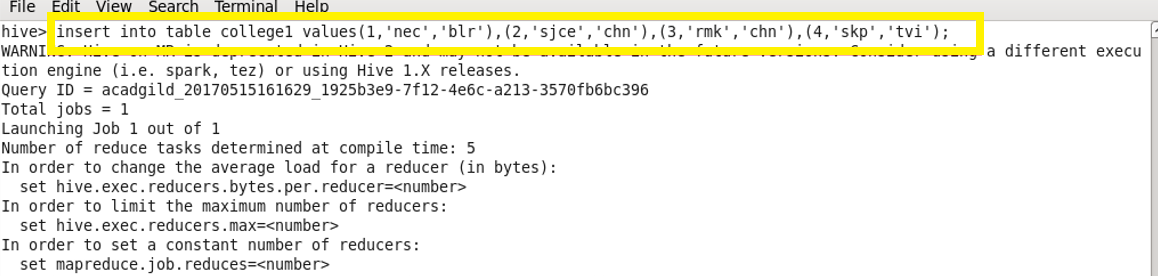 File Edit View Search Terminal Help
hive> insert into table college1 values(1,'nec','blr'),(2,'sjce','chn'),(3,'rmk','chn'),(4,'skp','tvi');
a different execu
tion engine (i.e. spark, tez) or using Hive 1.X releases.
Query ID = acadgild_20170515161629_1925b3e9-7f12-4e6c-a213-3570fb6bc396
Total jobs = 1
Launching Job 1 out of 1
Number of reduce tasks determined at compile time: 5
In order to change the average load for a reducer (in bytes):
  set hive.exec.reducers.bytes.per.reducer=<number>
In order to limit the maximum number of reducers:
  set hive.exec.reducers.max=<number>
In order to set a constant number of reducers:
  set mapreduce.job.reduces=<number>